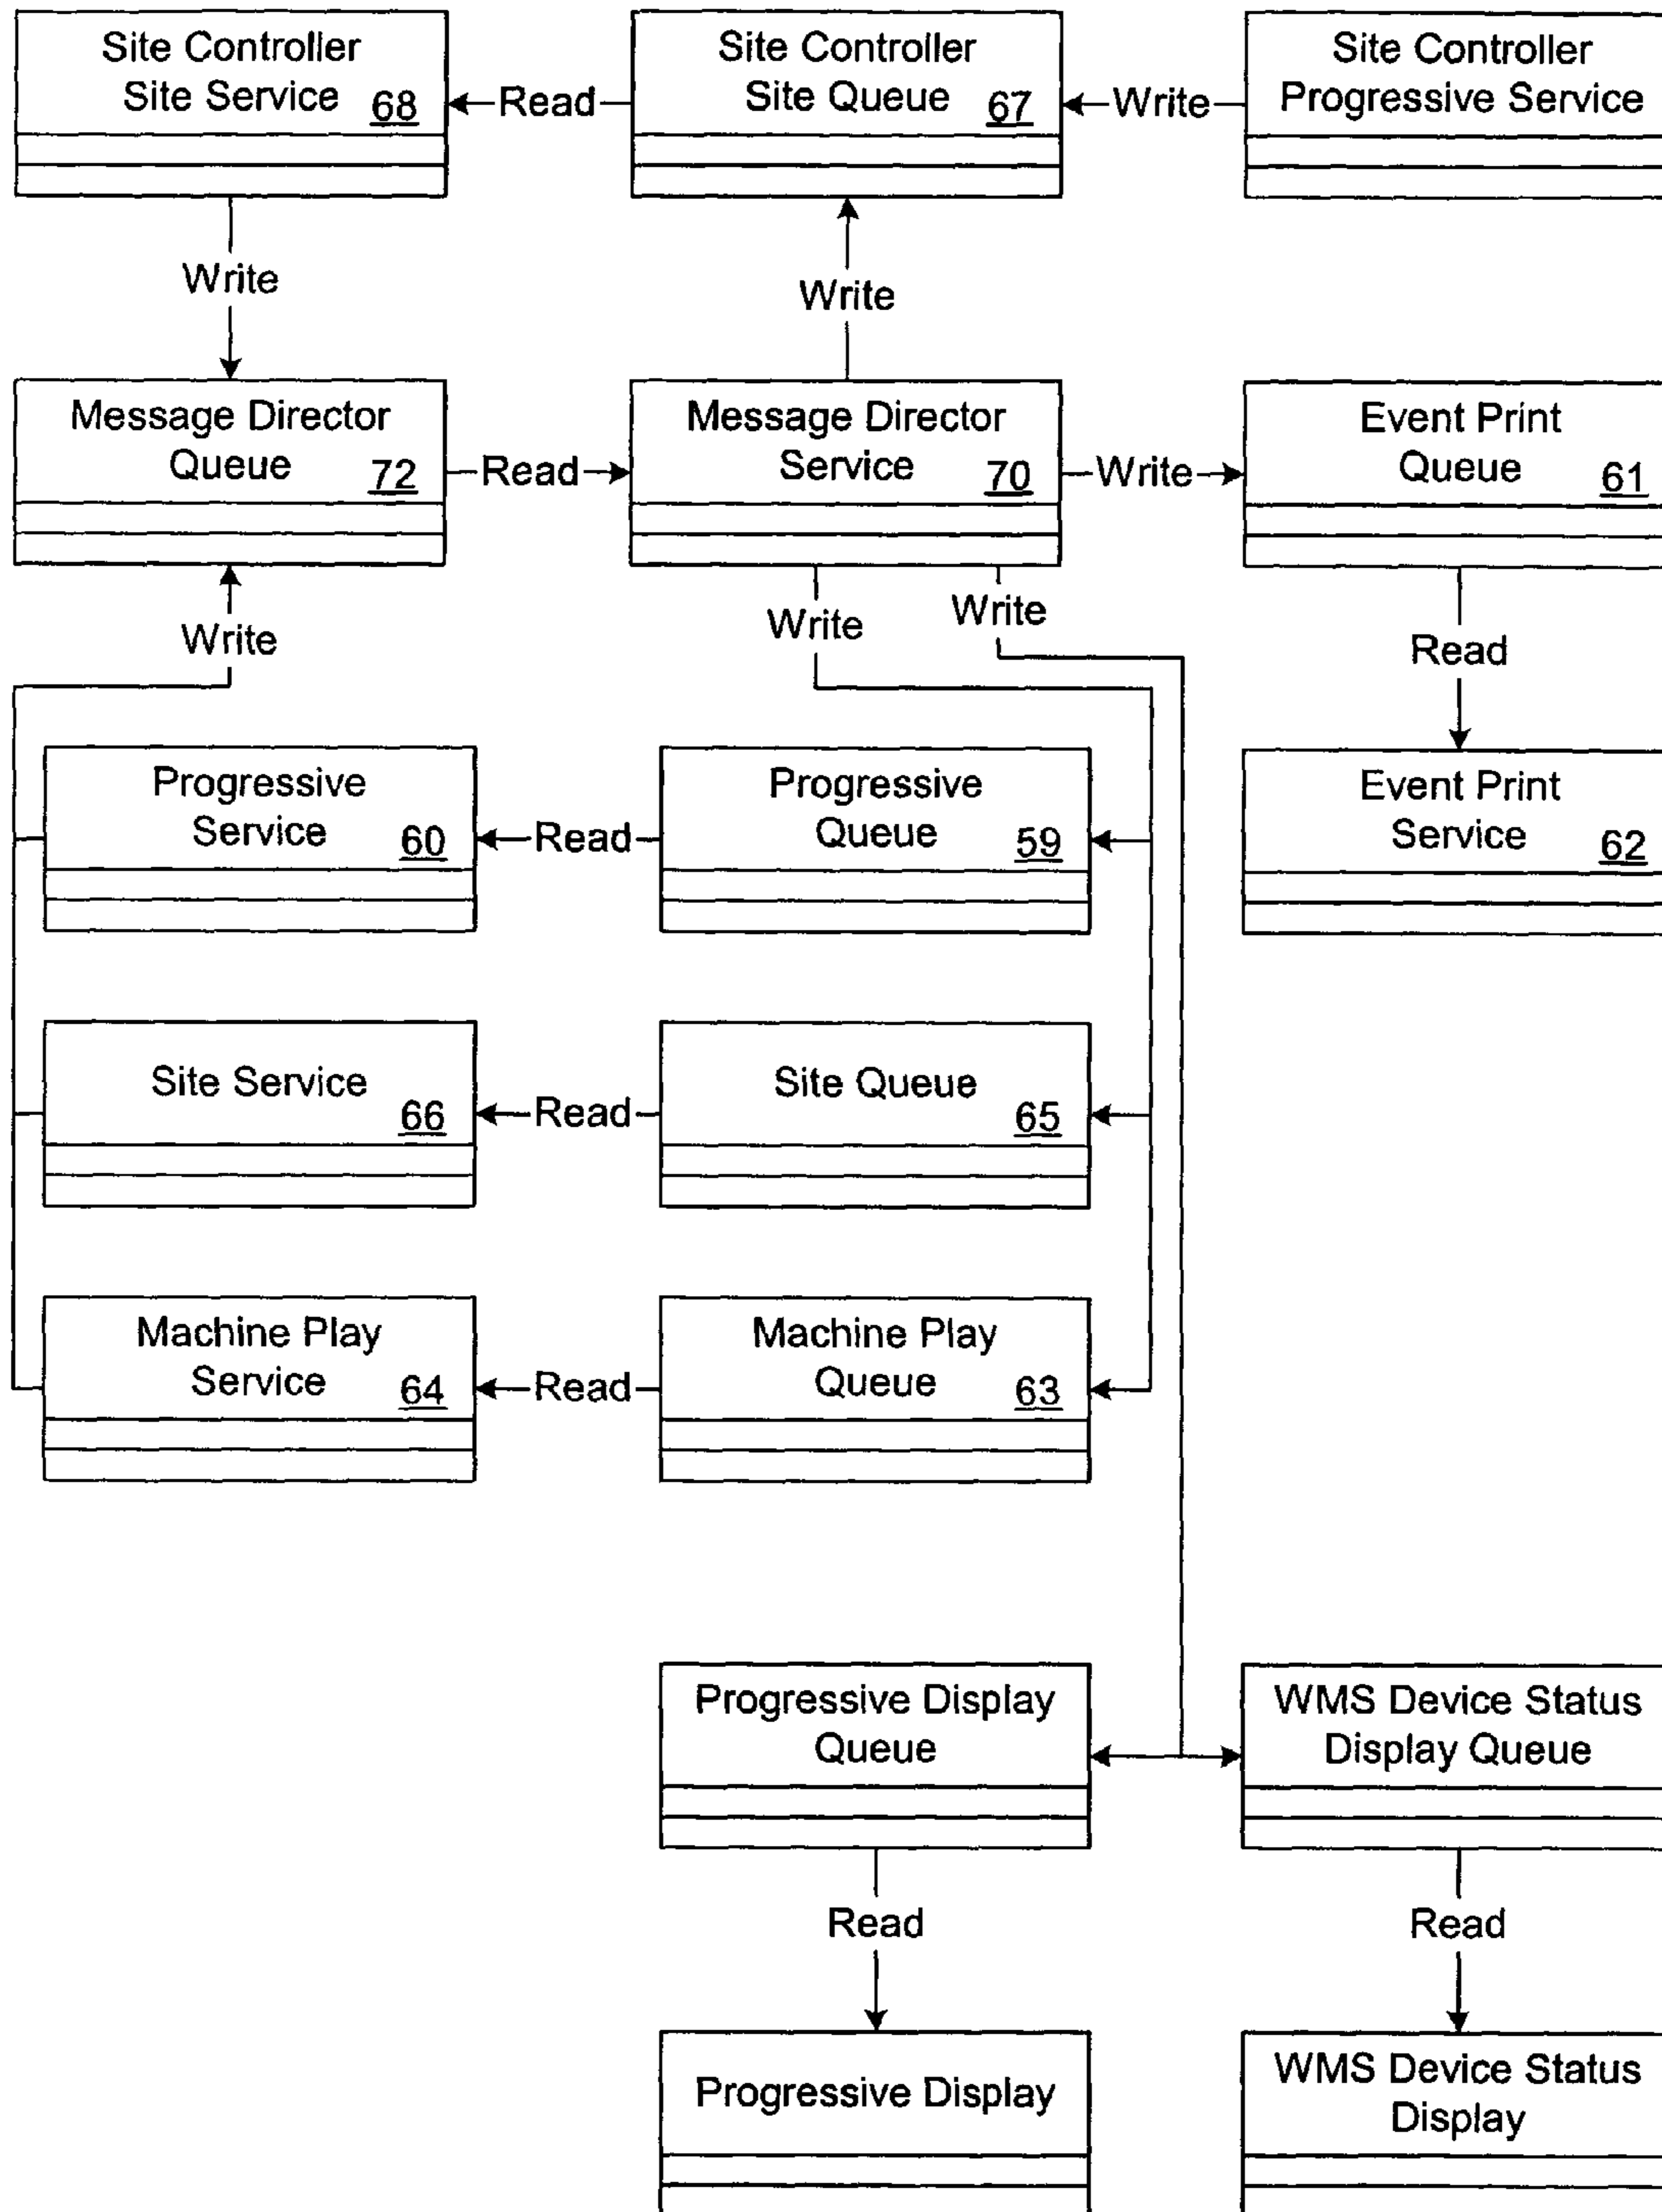 Site Controller
Site Service 68
Read
Site Controller
Site Queue 67
Write
Site Controller
Progressive Service
Write
Write
Message Director
Queue 72
Read
Message Director
Service 70
Write
Event Print
Queue 61
Write
Write
Write
Read
Progressive
Service 60
Read
Progressive
Queue 59
Event Print
Service 62
Site Service
66
Read
Site Queue
65
Machine Play
Service 64
Read
Machine Play
Queue 63
Progressive Display
Queue
WMS Device Status
Display Queue
Read
Read
Progressive Display
WMS Device Status
Display